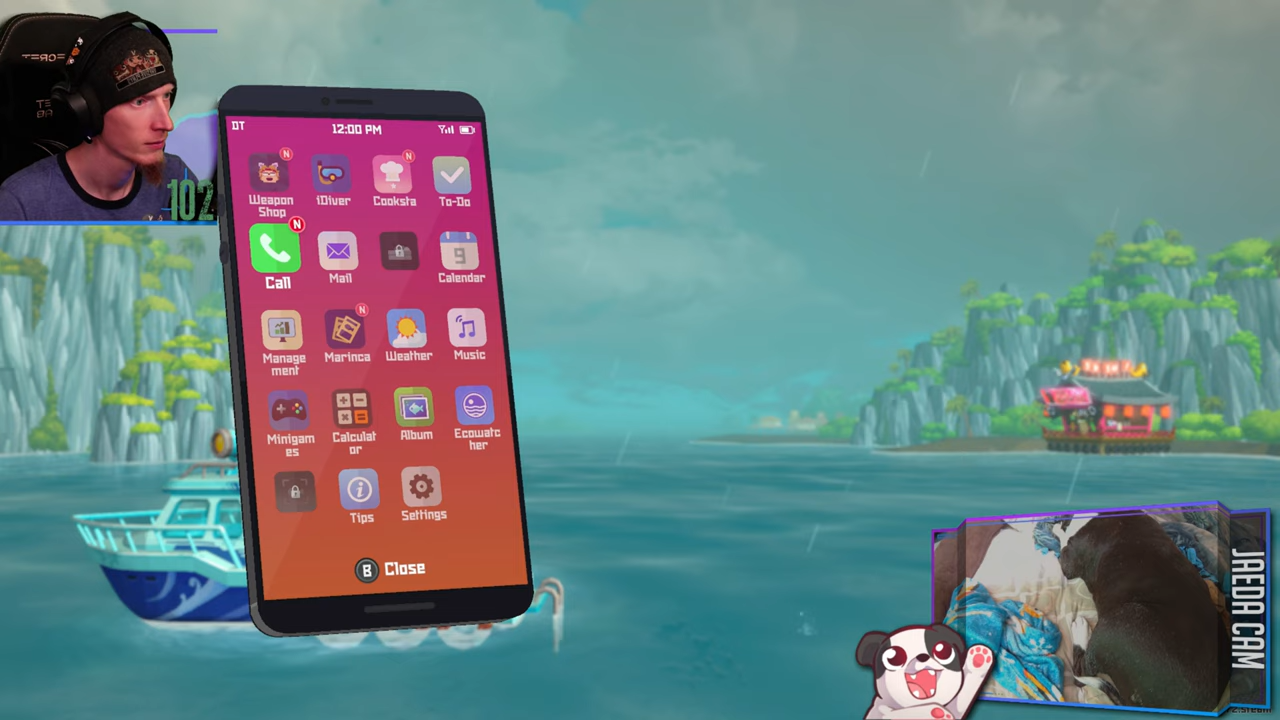 DT
12:00 PM
N
N
Weapon
Shop
iDiver
Cooksta
To-Do
N
Call
Mail
9
Calendar
N
Manage
ment
Marinca
Weather
Music
Minigam
es
Calculat
or
Album
Ecowatc
her
Tips
Settings
B Close
102
JAEDA CAM